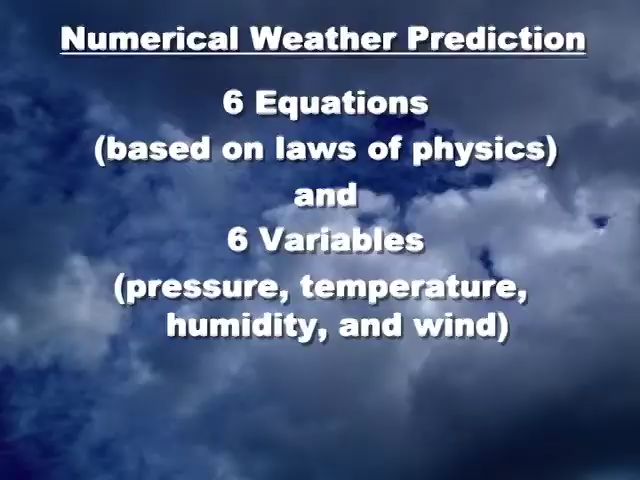 Numerical Weather Prediction
6 Equations
(based on laws of physics)
and
6 Variables
(pressure, temperature,
humidity, and wind)